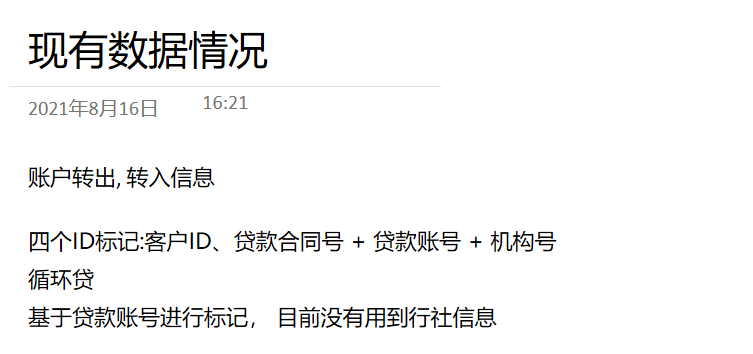 现有数据情况
2021年8月16日 16:21
账户转出, 转入信息
四个ID标记:客户ID、贷款合同号 + 贷款账号 + 机构号
循环贷
基于贷款账号进行标记， 目前没有用到行社信息